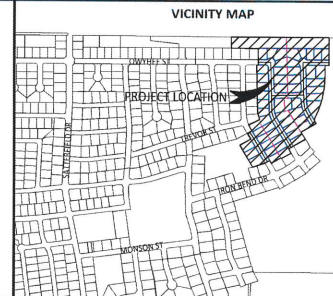 VICINITY MAP
OWYHEE ST
PROJECT LOCATION
TREVOR ST
SATTERFIELD DR
IRON BEND DR
MONSON ST